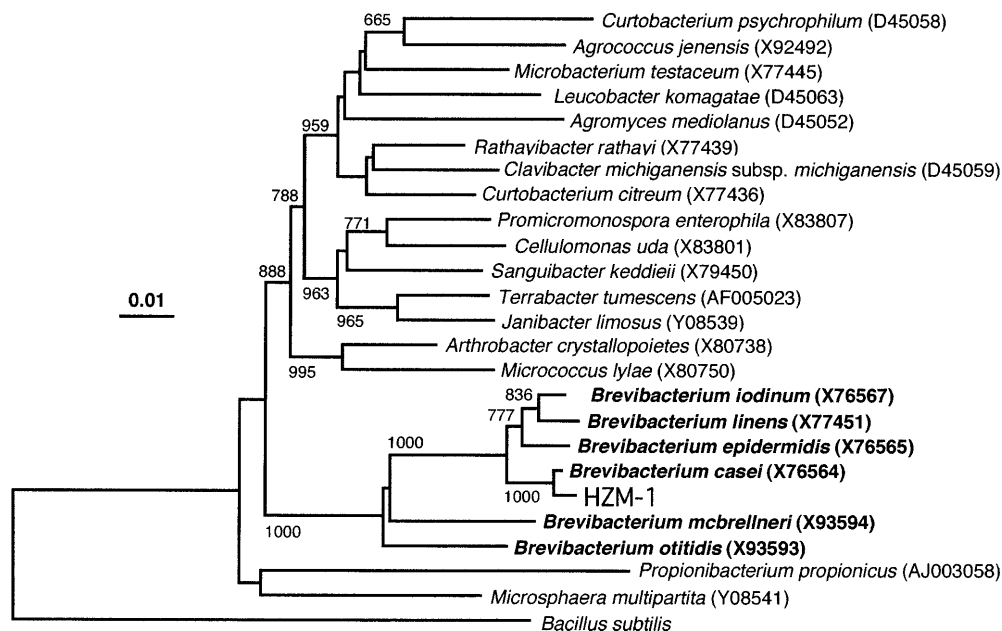 665
Curtobacterium psychrophilum (D45058)
Agrococcus jenensis (X92492)
Microbacterium testaceum (X77445)
Leucobacter komagatae (D45063)
959
Agromyces mediolanus (D45052)
Rathayibacter rathayi (X77439)
Clavibacter michiganensis subsp. michiganensis (D45059)
788
Curtobacterium citreum (X77436)
771
Promicromonospora enterophila (X83807)
Cellulomonas uda (X83801)
888
Sanguibacter keddieii (X79450)
963
0.01
Terrabacter tumescens (AF005023)
965
Janibacter limosus (Y08539)
Arthrobacter crystallopoietes (X80738)
995
Micrococcus lylae (X80750)
836
Brevibacterium iodinum (X76567)
777
Brevibacterium linens (X77451)
1000
Brevibacterium epidermidis (X76565)
Brevibacterium casei (X76564)
1000
HZM-1
1000
Brevibacterium mcbrellneri (X93594)
Brevibacterium otitidis (X93593)
Propionibacterium propionicus (AJ003058)
Microsphaera multipartita (Y08541)
Bacillus subtilis